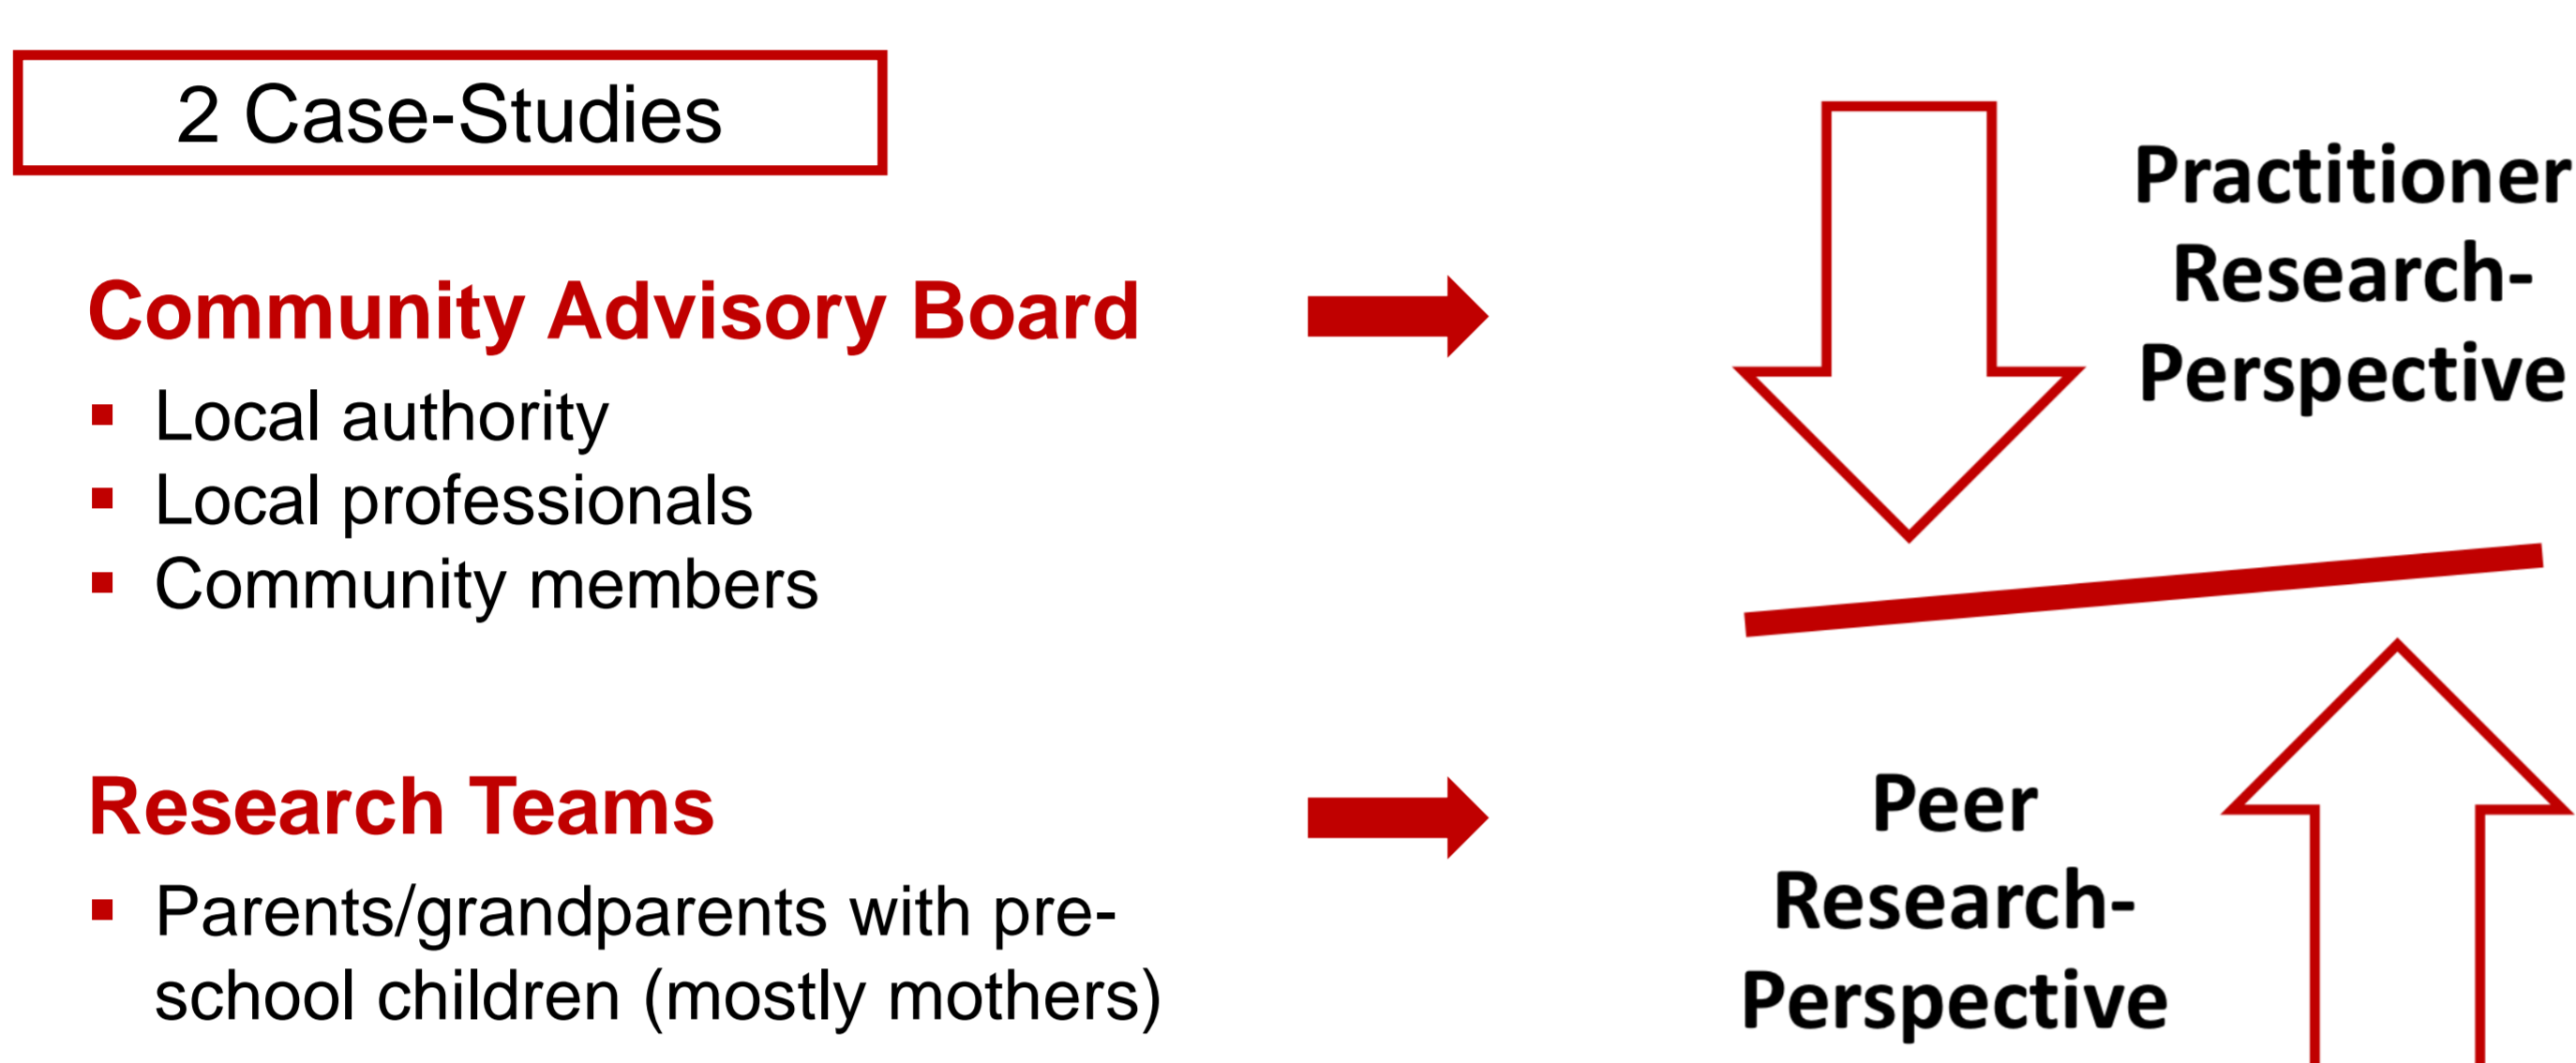 2 Case-Studies
Community Advisory Board
▪ Local authority
▪ Local professionals
▪ Community members
Practitioner
Research-
Perspective
Research Teams
▪ Parents/grandparents with pre-
school children (mostly mothers)
Peer
Research-
Perspective